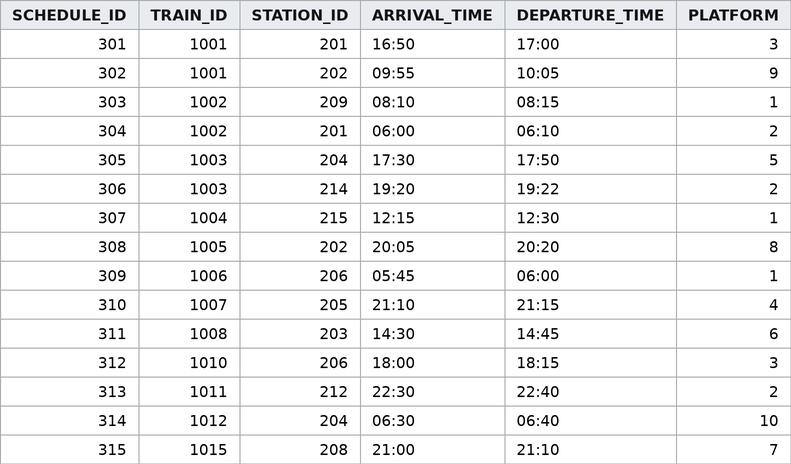 SCHEDULE_ID TRAIN_ID STATION_ID ARRIVAL_TIME DEPARTURE_TIME PLATFORM
301 1001 201 16:50 17:00 3
302 1001 202 09:55 10:05 9
303 1002 209 08:10 08:15 1
304 1002 201 06:00 06:10 2
305 1003 204 17:30 17:50 5
306 1003 214 19:20 19:22 2
307 1004 215 12:15 12:30 1
308 1005 202 20:05 20:20 8
309 1006 206 05:45 06:00 1
310 1007 205 21:10 21:15 4
311 1008 203 14:30 14:45 6
312 1010 206 18:00 18:15 3
313 1011 212 22:30 22:40 2
314 1012 204 06:30 06:40 10
315 1015 208 21:00 21:10 7